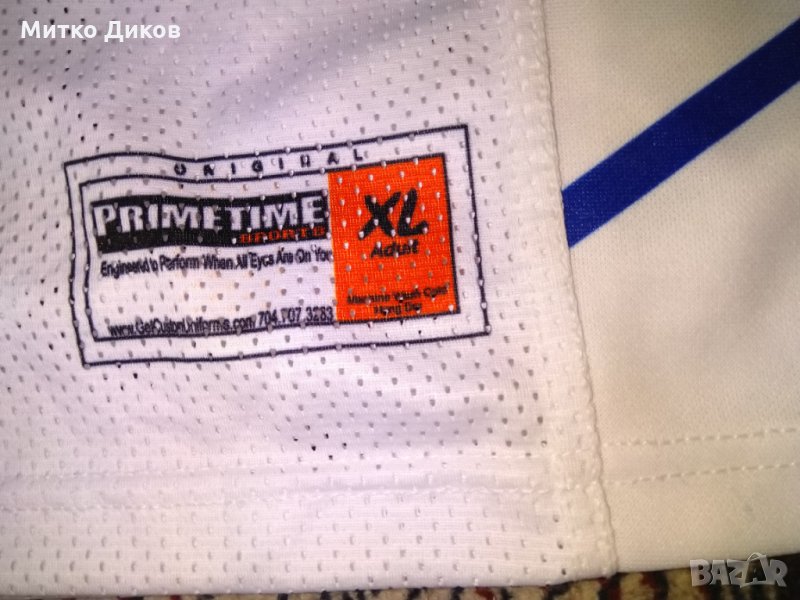 Митко Диков
ORIGINAL
PRIMETIME
SPORTS
XL
Adult
Engineered to Perform When All Eyes Are On You
www.GetCustomUniforms.com 704.707.3283
Machine Wash Cold
Hang Dry
BAZAR